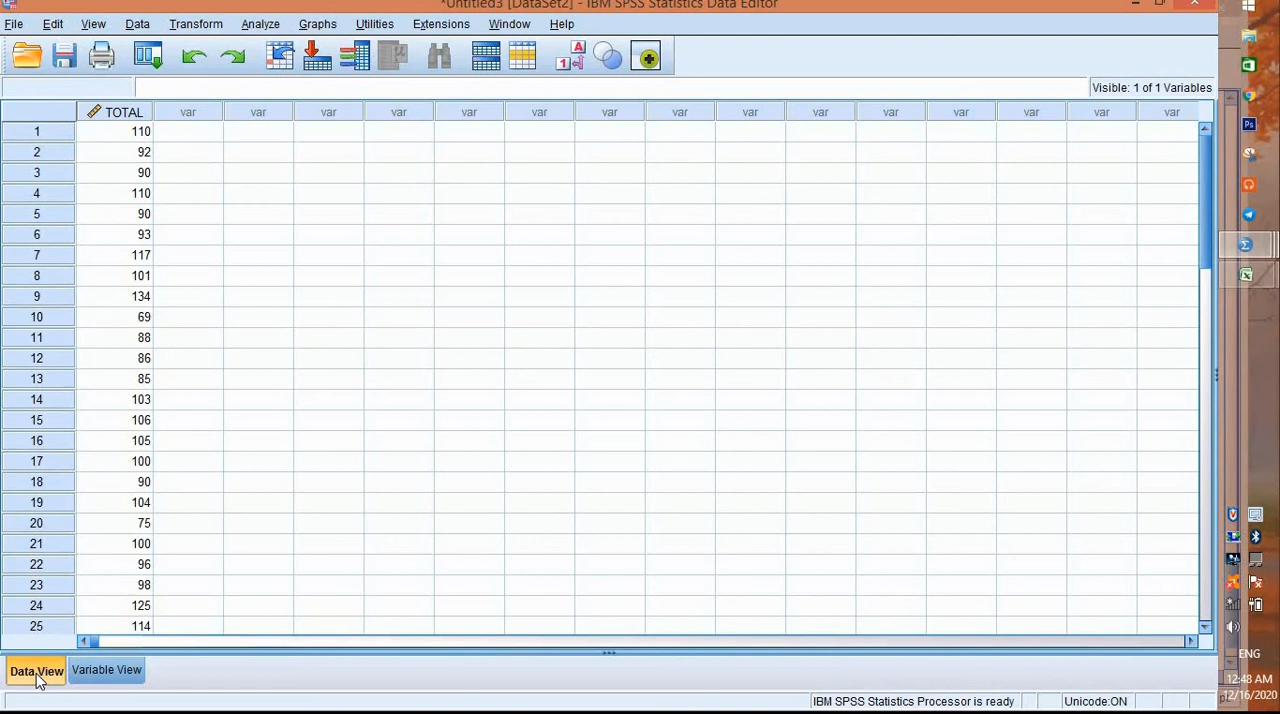 *Untitled3 [DataSet2] - IBM SPSS Statistics Data Editor
File Edit View Data Transform Analyze Graphs Utilities Extensions Window Help
Visible: 1 of 1 Variables
TOTAL var var var var var var var var var var var var var var var
1 110
2 92
3 90
4 110
5 90
6 93
7 117
8 101
9 134
10 69
11 88
12 86
13 85
14 103
15 106
16 105
17 100
18 90
19 104
20 75
21 100
22 96
23 98
24 125
25 114
Data View Variable View
IBM SPSS Statistics Processor is ready Unicode:ON
Ps
ENG
12:48 AM
12/16/2020